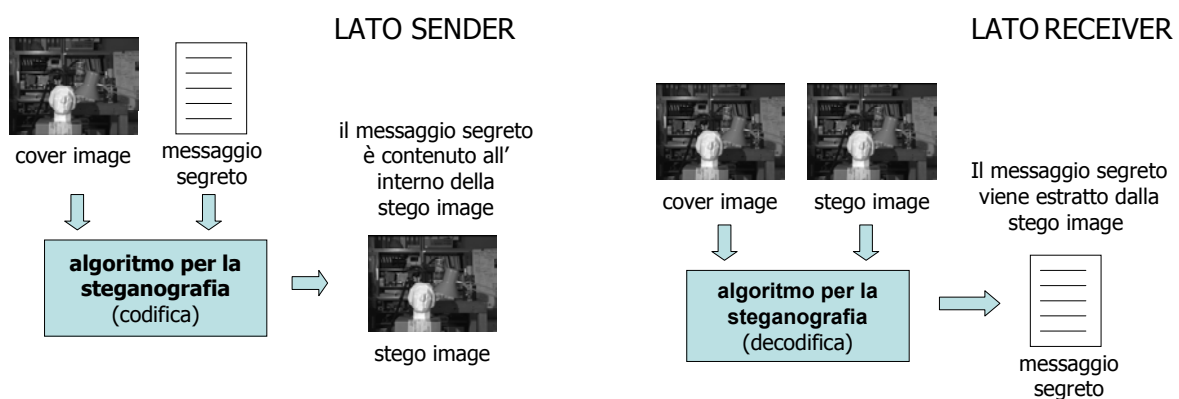 LATO SENDER
cover image
messaggio
segreto
il messaggio segreto
è contenuto all’
interno della
stego image
algoritmo per la
steganografia
(codifica)
stego image
LATO RECEIVER
cover image
stego image
Il messaggio segreto
viene estratto dalla
stego image
algoritmo per la
steganografia
(decodifica)
messaggio
segreto